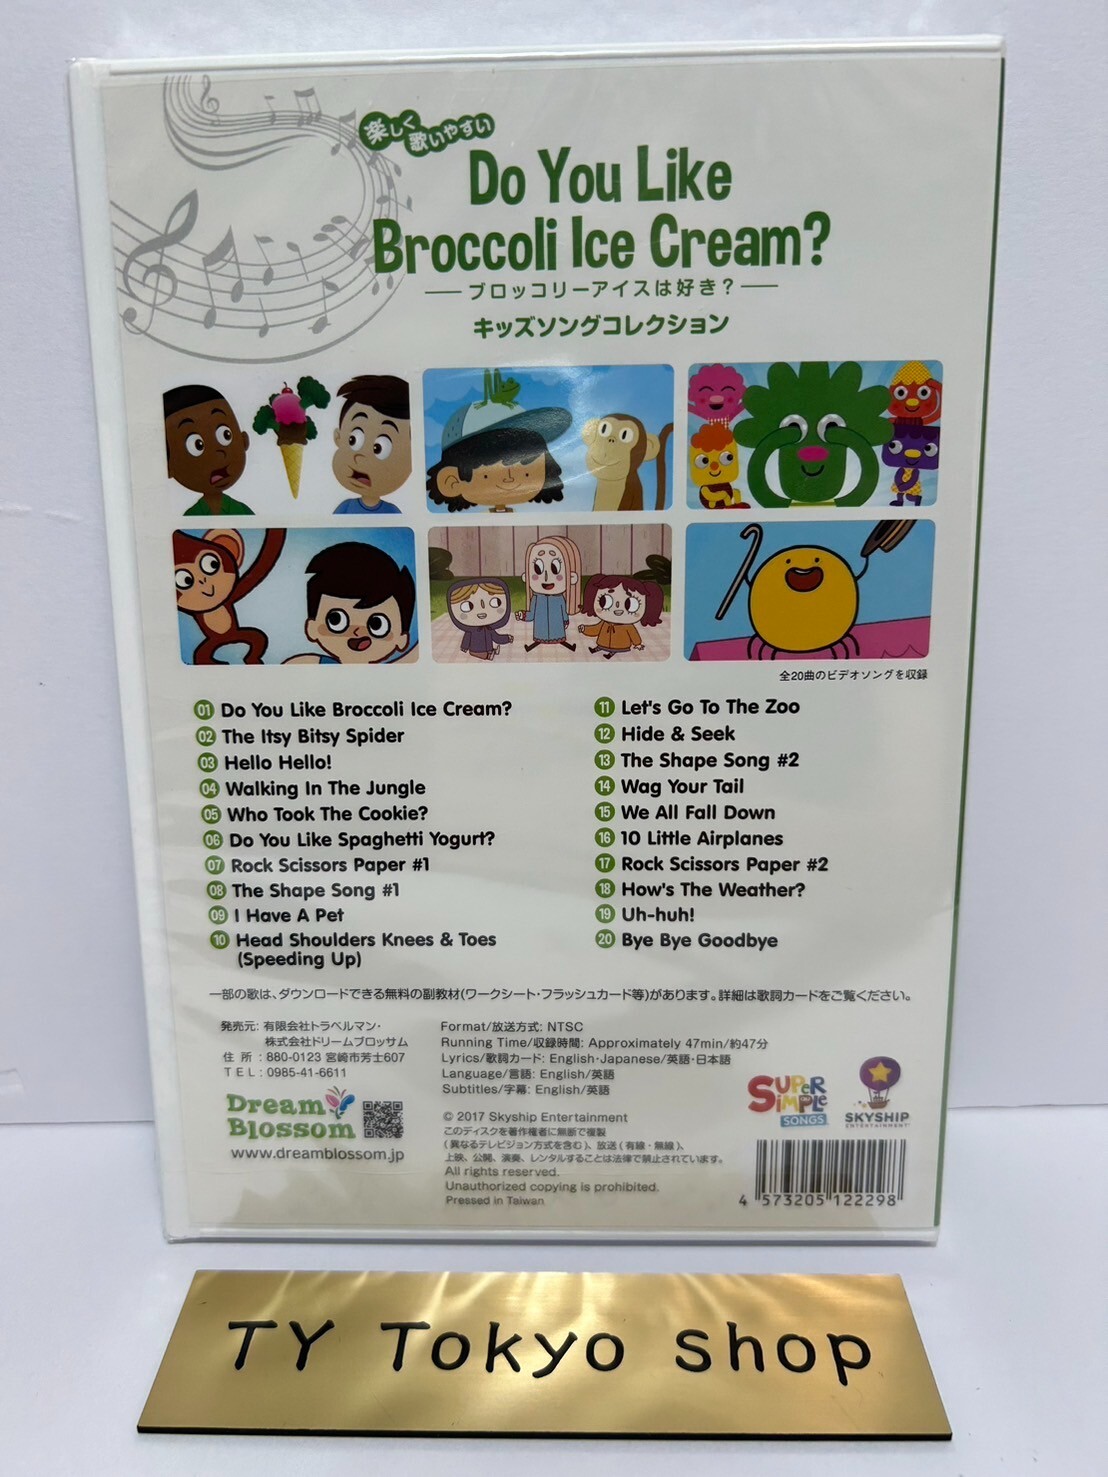 楽しく
歌いやすい
Do You Like
Broccoli Ice Cream?
ブロッコリーアイスは好き?
キッズソングコレクション
全20曲のビデオソングを収録
01 Do You Like Broccoli Ice Cream?
02 The Itsy Bitsy Spider
03 Hello Hello!
04 Walking In The Jungle
05 Who Took The Cookie?
06 Do You Like Spaghetti Yogurt?
07 Rock Scissors Paper #1
08 The Shape Song #1
09 I Have A Pet
10 Head Shoulders Knees & Toes
(Speeding Up)
11 Let's Go To The Zoo
12 Hide & Seek
13 The Shape Song #2
14 Wag Your Tail
15 We All Fall Down
16 10 Little Airplanes
17 Rock Scissors Paper #2
18 How's The Weather?
19 Uh-huh!
20 Bye Bye Goodbye
一部の歌は、ダウンロードできる無料の副教材(ワークシート・フラッシュカード等)があります。詳細は歌詞カードをご覧ください。
発売元: 有限会社トラベルマン・
株式会社ドリームブロッサム
住 所 : 880-0123 宮崎市芳士607
T E L : 0985-41-6611
Dream
Blossom
www.dreamblossom.jp
Format/放送方式: NTSC
Running Time/収録時間: Approximately 47min/約47分
Lyrics/歌詞カード: English・Japanese/英語・日本語
Language/言語: English/英語
Subtitles/字幕: English/英語
© 2017 Skyship Entertainment
このディスクを著作権者に無断で複製
(異なるテレビジョン方式を含む)、放送(有線・無線)、
上映、公開、演奏、レンタルすることは法律で禁止されています。
All rights reserved.
Unauthorized copying is prohibited.
Pressed in Taiwan
SUPER
SIMPLE
SONGS
SKYSHIP
ENTERTAINMENT
4 573205 122298
TY Tokyo shop